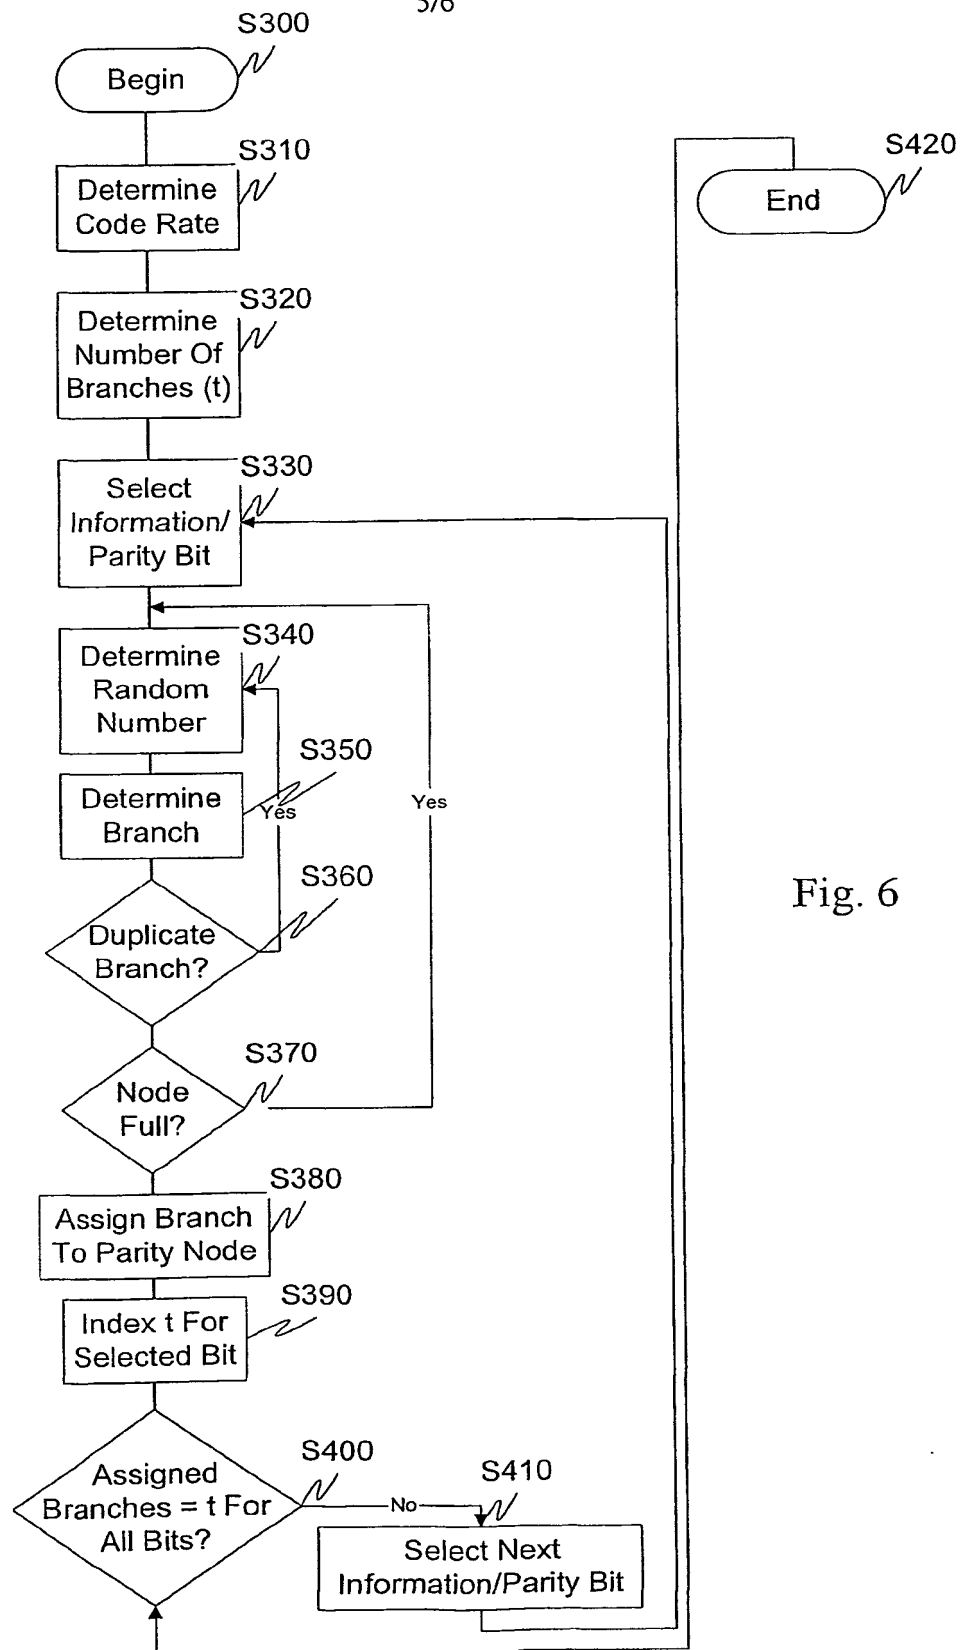 5/6
S300
Begin
S310
Determine
Code Rate
S420
End
S320
Determine
Number Of
Branches (t)
S330
Select
Information/
Parity Bit
S340
Determine
Random
Number
S350
Determine
Branch
Yes
Yes
S360
Duplicate
Branch?
Fig. 6
S370
Node
Full?
S380
Assign Branch
To Parity Node
S390
Index t For
Selected Bit
S400
Assigned
Branches = t For
All Bits?
No
S410
Select Next
Information/Parity Bit